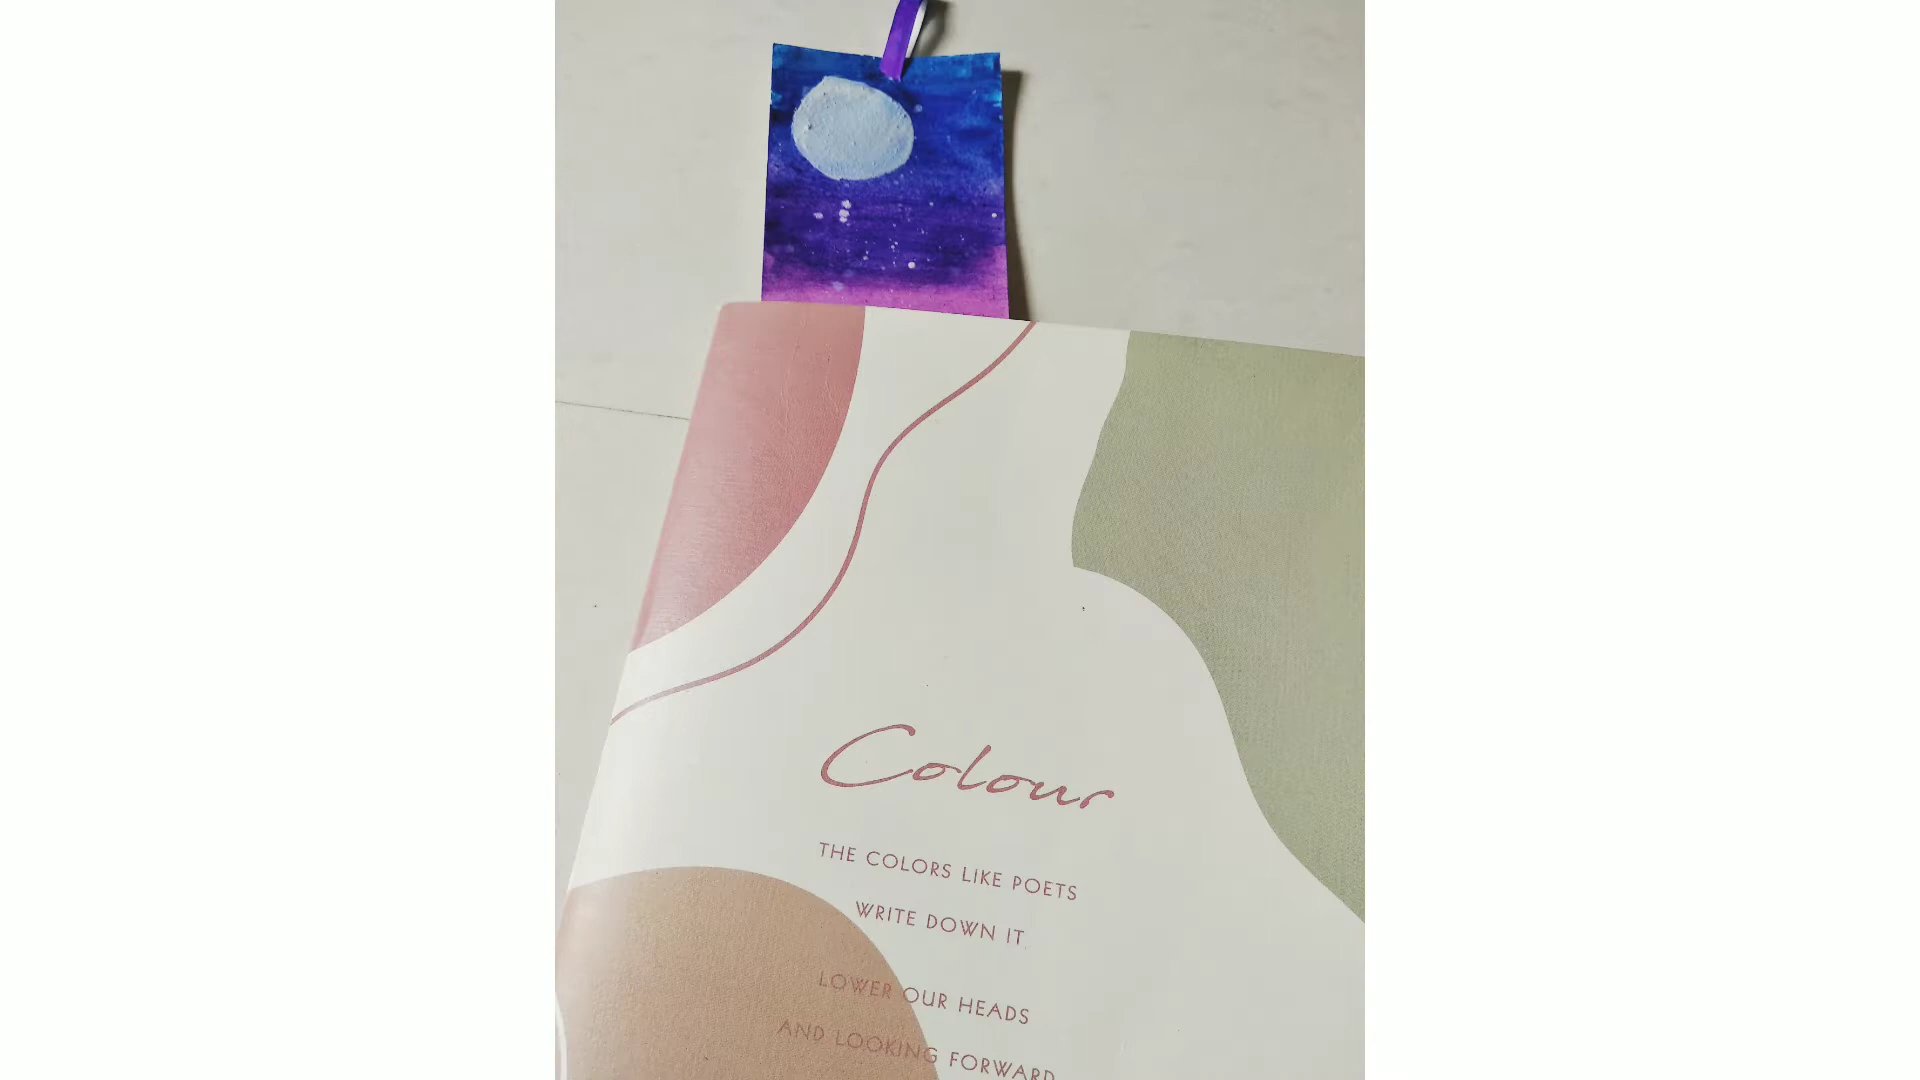 Colour
THE COLORS LIKE POETS
WRITE DOWN IT.
LOWER OUR HEADS
AND LOOKING FORWARD